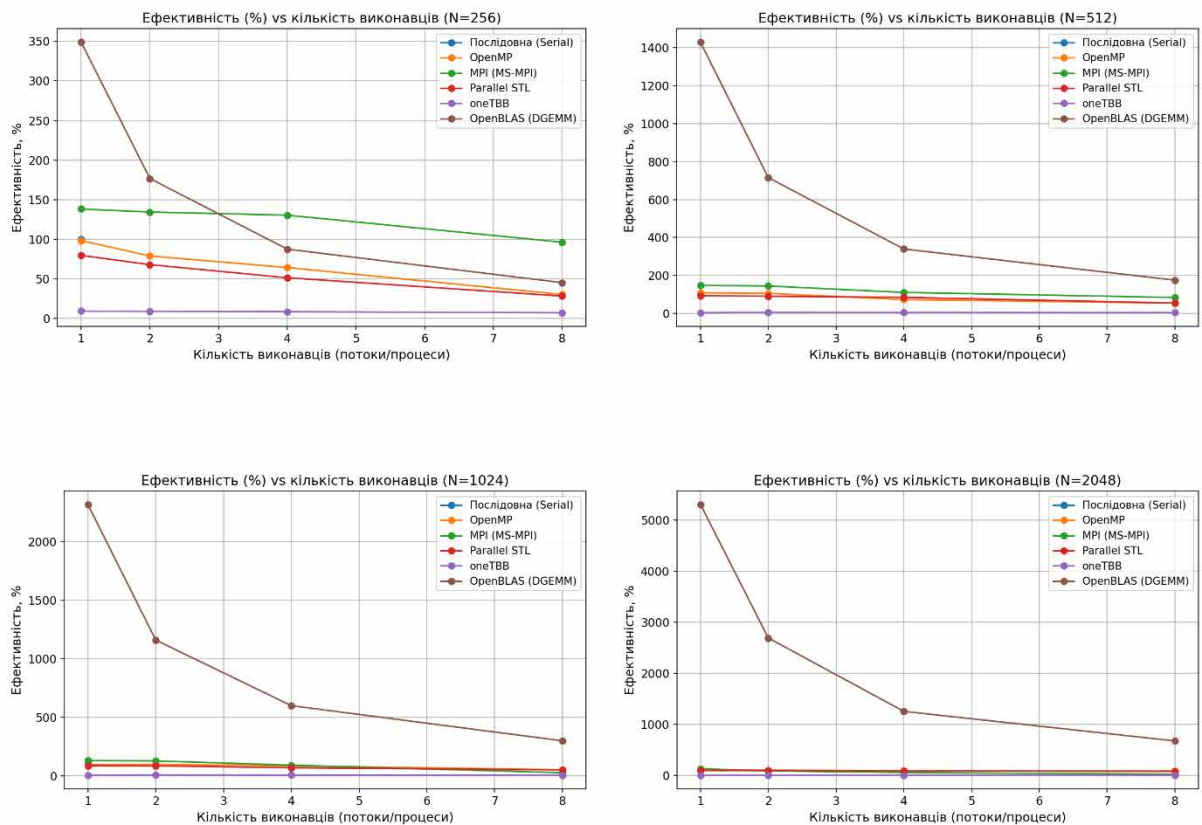 Ефективність (%) vs кількість виконавців (N=256)
Ефективність, %
350
300
250
200
150
100
50
0
Послідовна (Serial)
OpenMP
MPI (MS-MPI)
Parallel STL
oneTBB
OpenBLAS (DGEMM)
1 2 3 4 5 6 7 8
Кількість виконавців (потоки/процеси)
Ефективність (%) vs кількість виконавців (N=512)
Ефективність, %
1400
1200
1000
800
600
400
200
0
Послідовна (Serial)
OpenMP
MPI (MS-MPI)
Parallel STL
oneTBB
OpenBLAS (DGEMM)
1 2 3 4 5 6 7 8
Кількість виконавців (потоки/процеси)
Ефективність (%) vs кількість виконавців (N=1024)
Ефективність, %
2000
1500
1000
500
0
Послідовна (Serial)
OpenMP
MPI (MS-MPI)
Parallel STL
oneTBB
OpenBLAS (DGEMM)
1 2 3 4 5 6 7 8
Кількість виконавців (потоки/процеси)
Ефективність (%) vs кількість виконавців (N=2048)
Ефективність, %
5000
4000
3000
2000
1000
0
Послідовна (Serial)
OpenMP
MPI (MS-MPI)
Parallel STL
oneTBB
OpenBLAS (DGEMM)
1 2 3 4 5 6 7 8
Кількість виконавців (потоки/процеси)